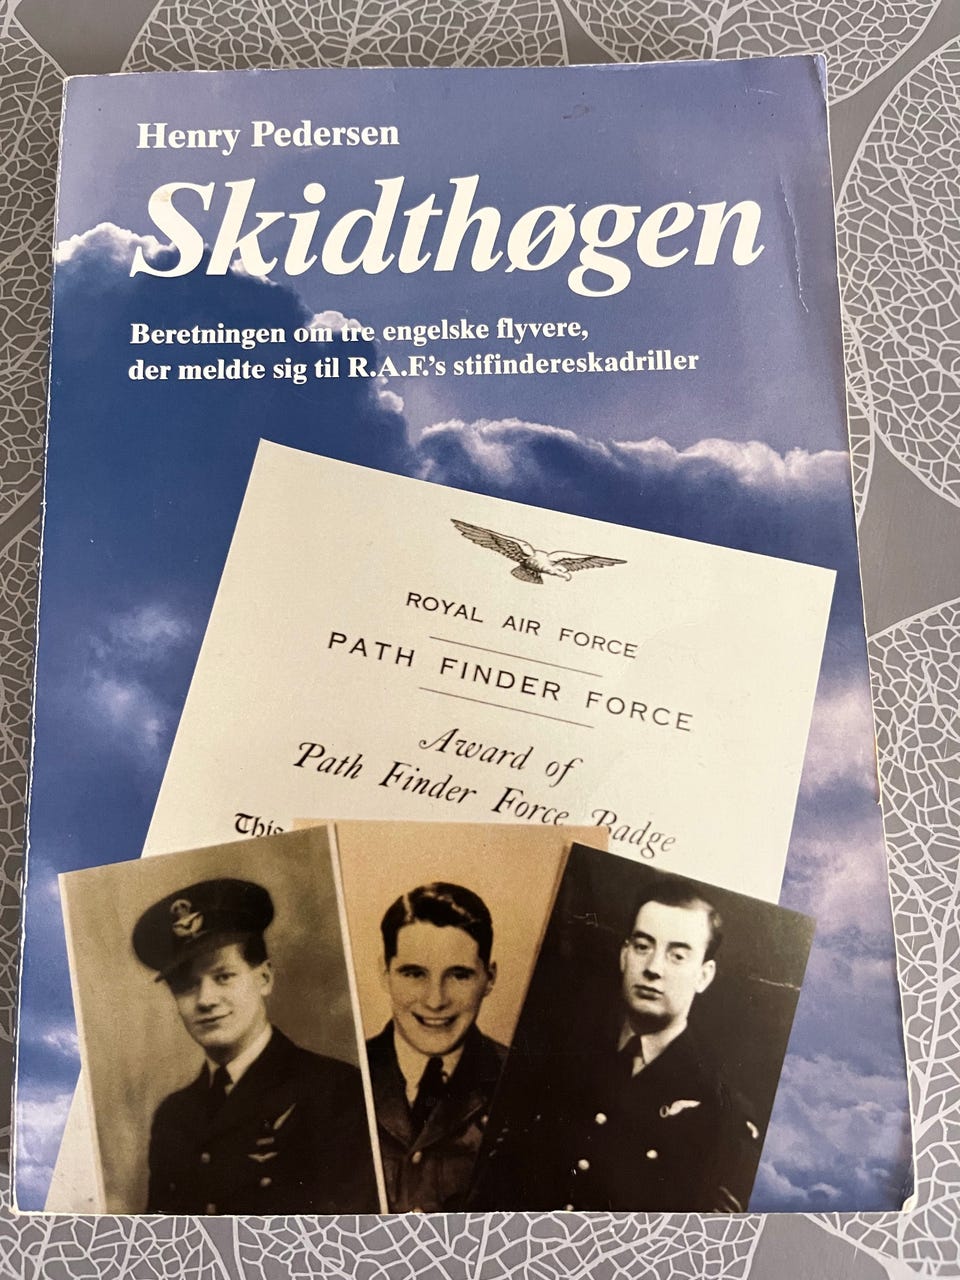 Henry Pedersen
Skidthøgen
Beretningen om tre engelske flyvere,
der meldte sig til R.A.F.'s stifindereskadriller
ROYAL AIR FORCE
PATH FINDER FORCE
Award of
Path Finder Force Badge
This